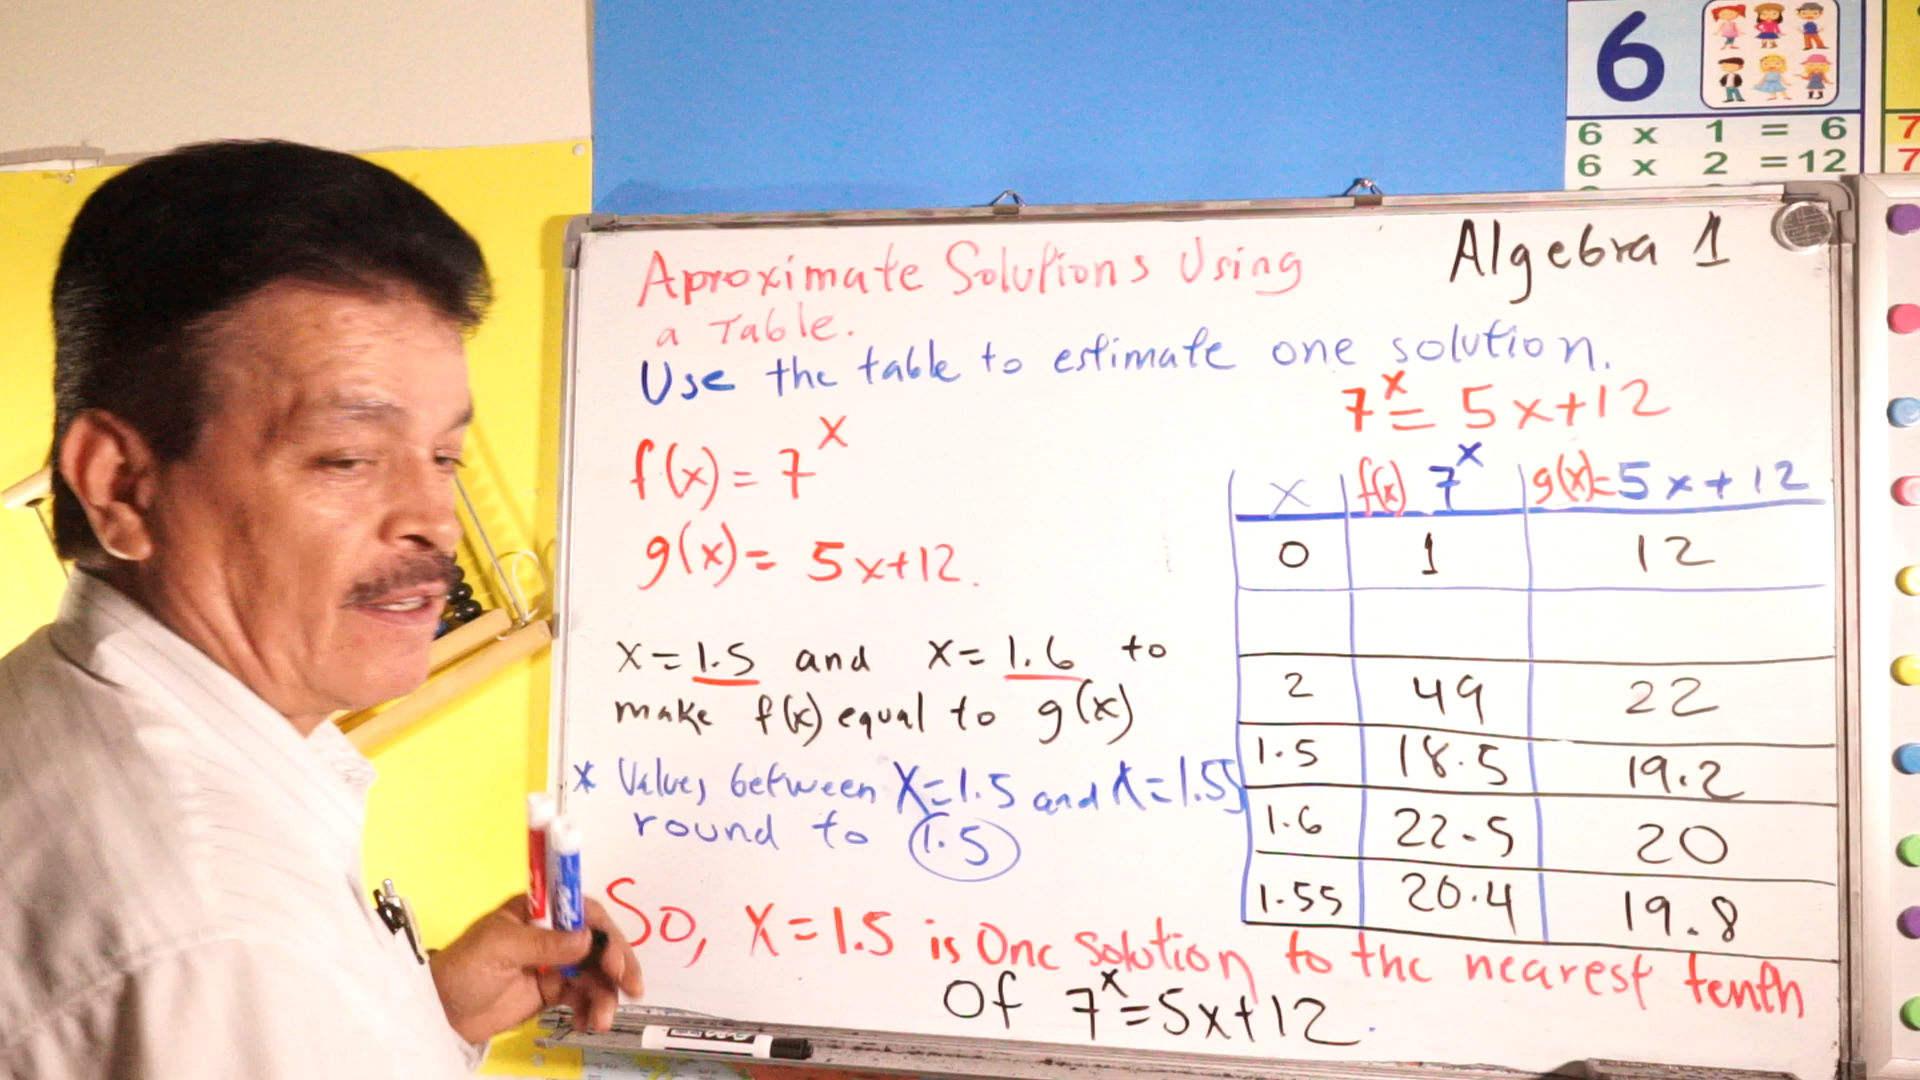 6
6 x 1 = 6
6 x 2 = 12
7
7
Algebra 1
Aproximate Solutions Using
a Table.
Use the table to estimate one solution.
7^x = 5x+12
f(x) = 7^x
g(x) = 5x+12.
x = 1.5 and x = 1.6 to
make f(x) equal to g(x)
* Values between X=1.5 and X=1.55
round to 1.5
So, X=1.5 is One Solution to the nearest tenth
Of 7^x=5x+12.
X f(x) 7^x g(x)=5x+12
0 1 12
2 49 22
1.5 18.5 19.2
1.6 22.5 20
1.55 20.4 19.8